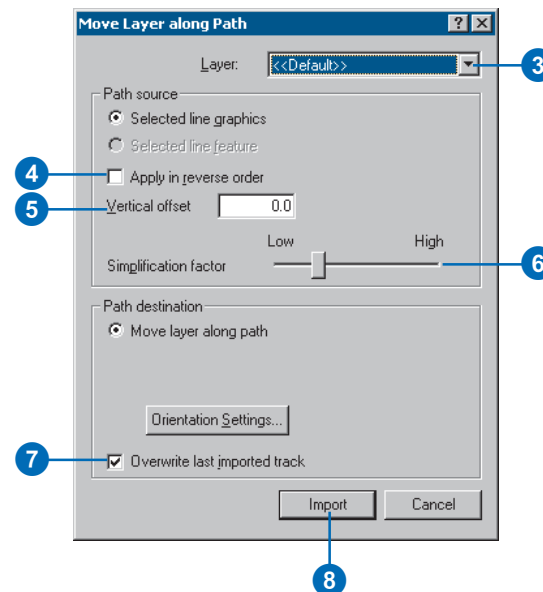 Move Layer along Path
?
Layer: <<Default>>
3
Path source
Selected line graphics
Selected line feature
4
Apply in reverse order
5
Vertical offset 0.0
Low High
Simplification factor
6
Path destination
Move layer along path
Orientation Settings...
7
Overwrite last imported track
Import Cancel
8